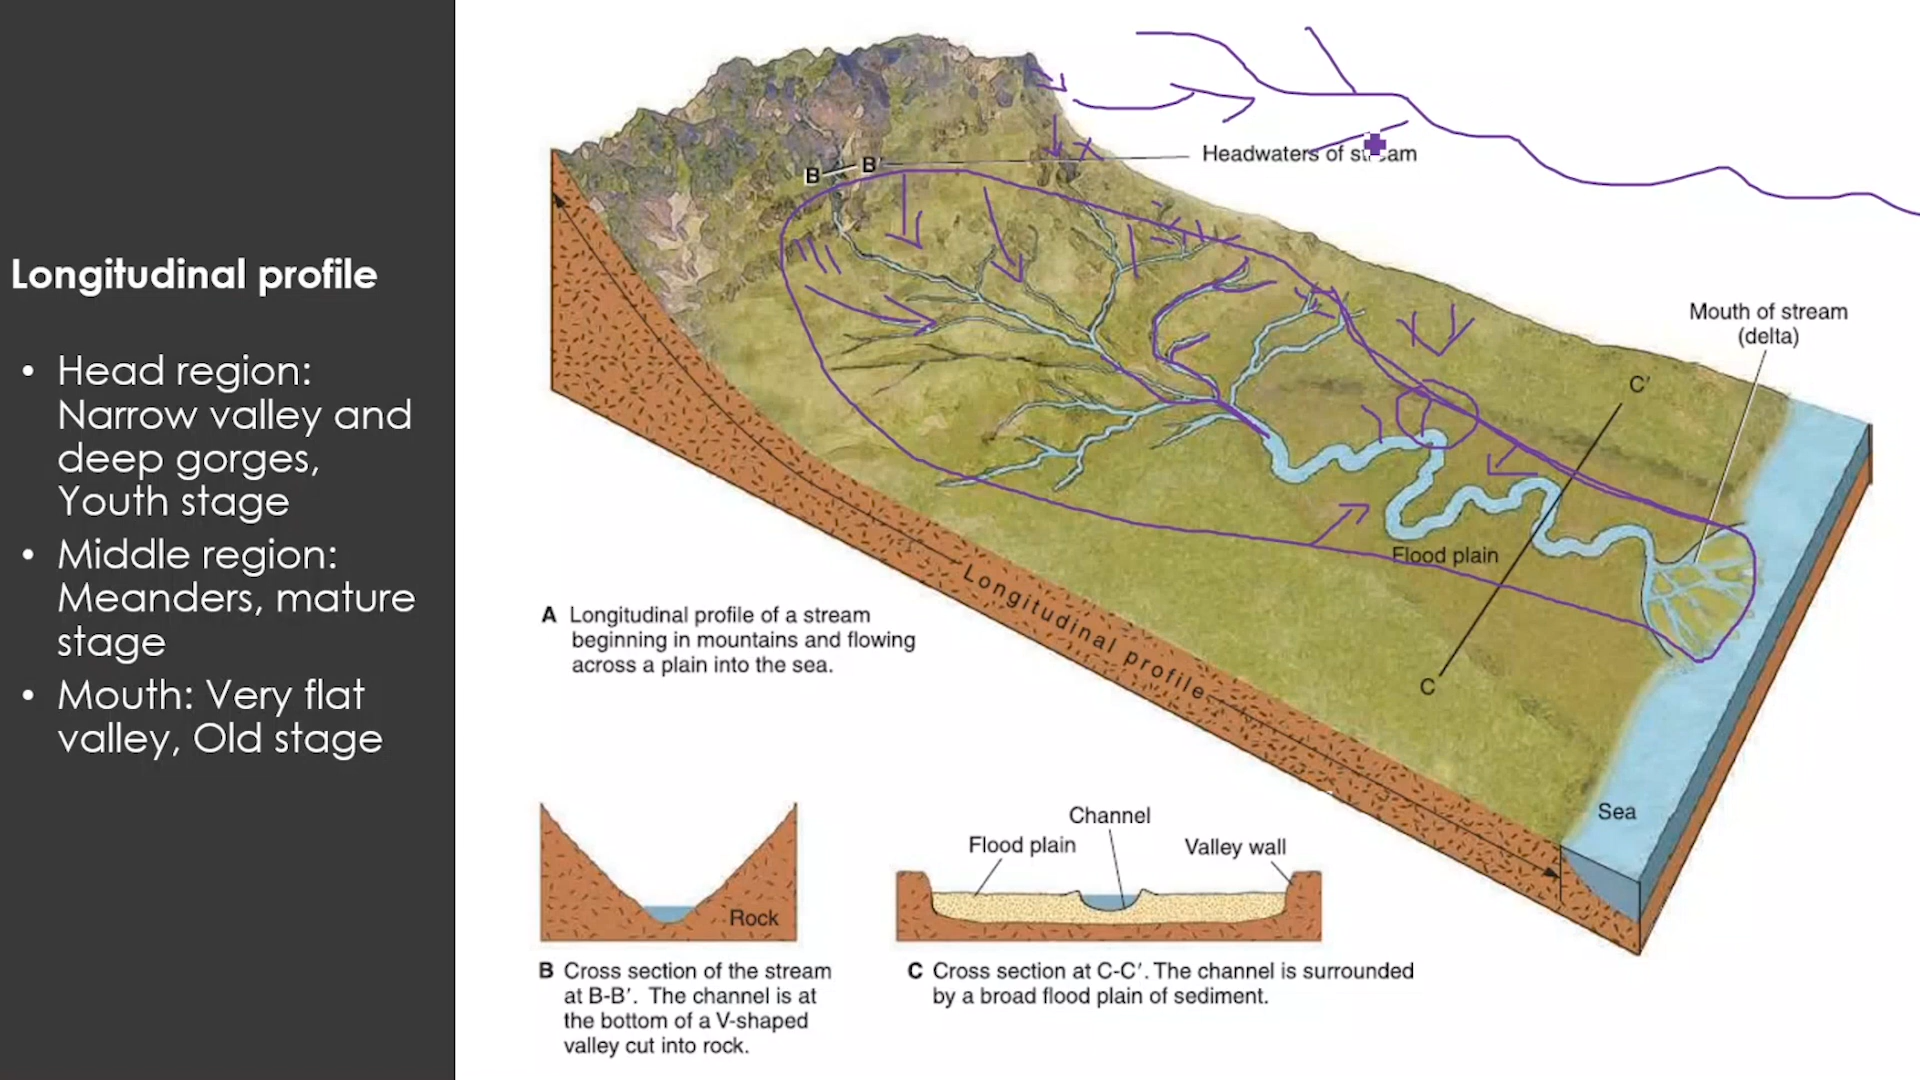 Longitudinal profile
• Head region:
Narrow valley and
deep gorges,
Youth stage
• Middle region:
Meanders, mature
stage
• Mouth: Very flat
valley, Old stage
B B'
Headwaters of stream
Mouth of stream
(delta)
C'
Flood plain
C
Longitudinal profile
Sea
A Longitudinal profile of a stream
beginning in mountains and flowing
across a plain into the sea.
Rock
B Cross section of the stream
at B-B′. The channel is at
the bottom of a V-shaped
valley cut into rock.
Channel
Flood plain
Valley wall
C Cross section at C-C′. The channel is surrounded
by a broad flood plain of sediment.